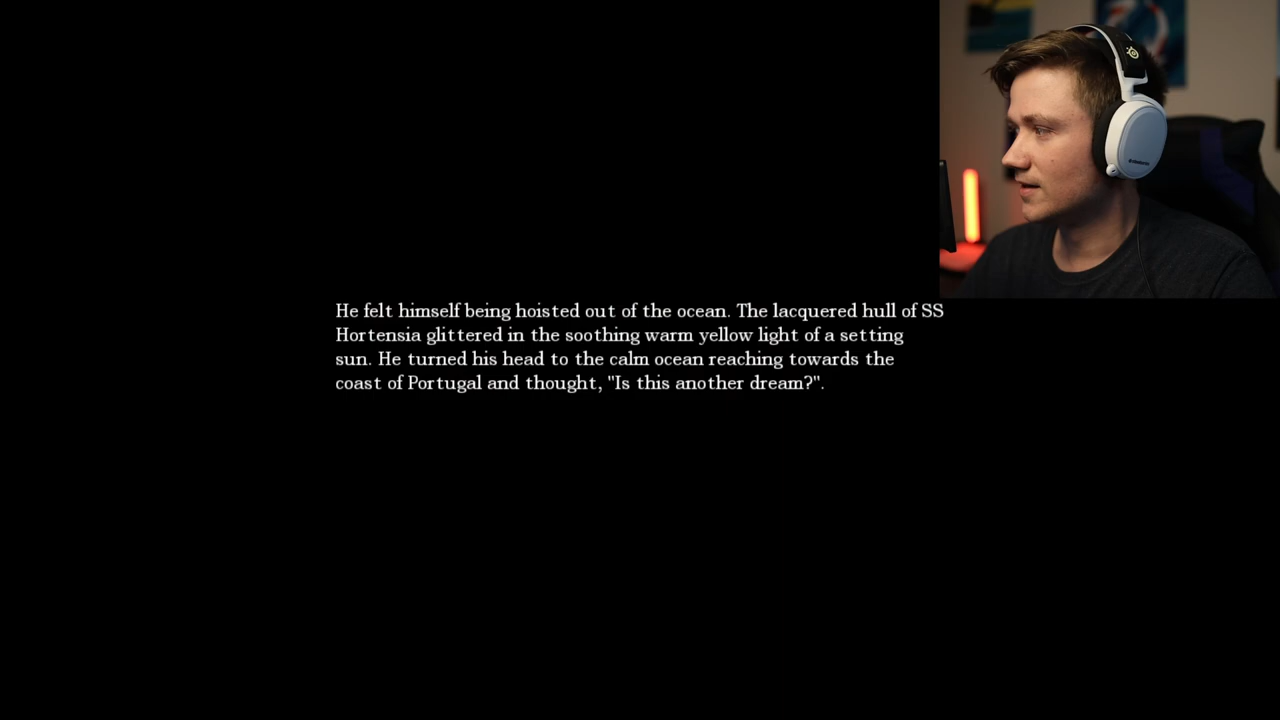 He felt himself being hoisted out of the ocean. The lacquered hull of SS
Hortensia glittered in the soothing warm yellow light of a setting
sun. He turned his head to the calm ocean reaching towards the
coast of Portugal and thought, "Is this another dream?".